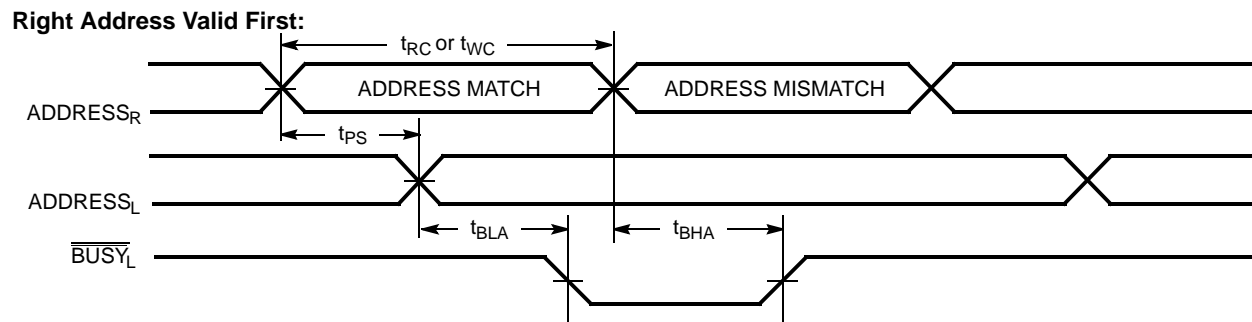 Right Address Valid First:
tRC or tWC
ADDRESSR
ADDRESS MATCH
ADDRESS MISMATCH
tPS
ADDRESSL
tBLA
tBHA
BUSYL